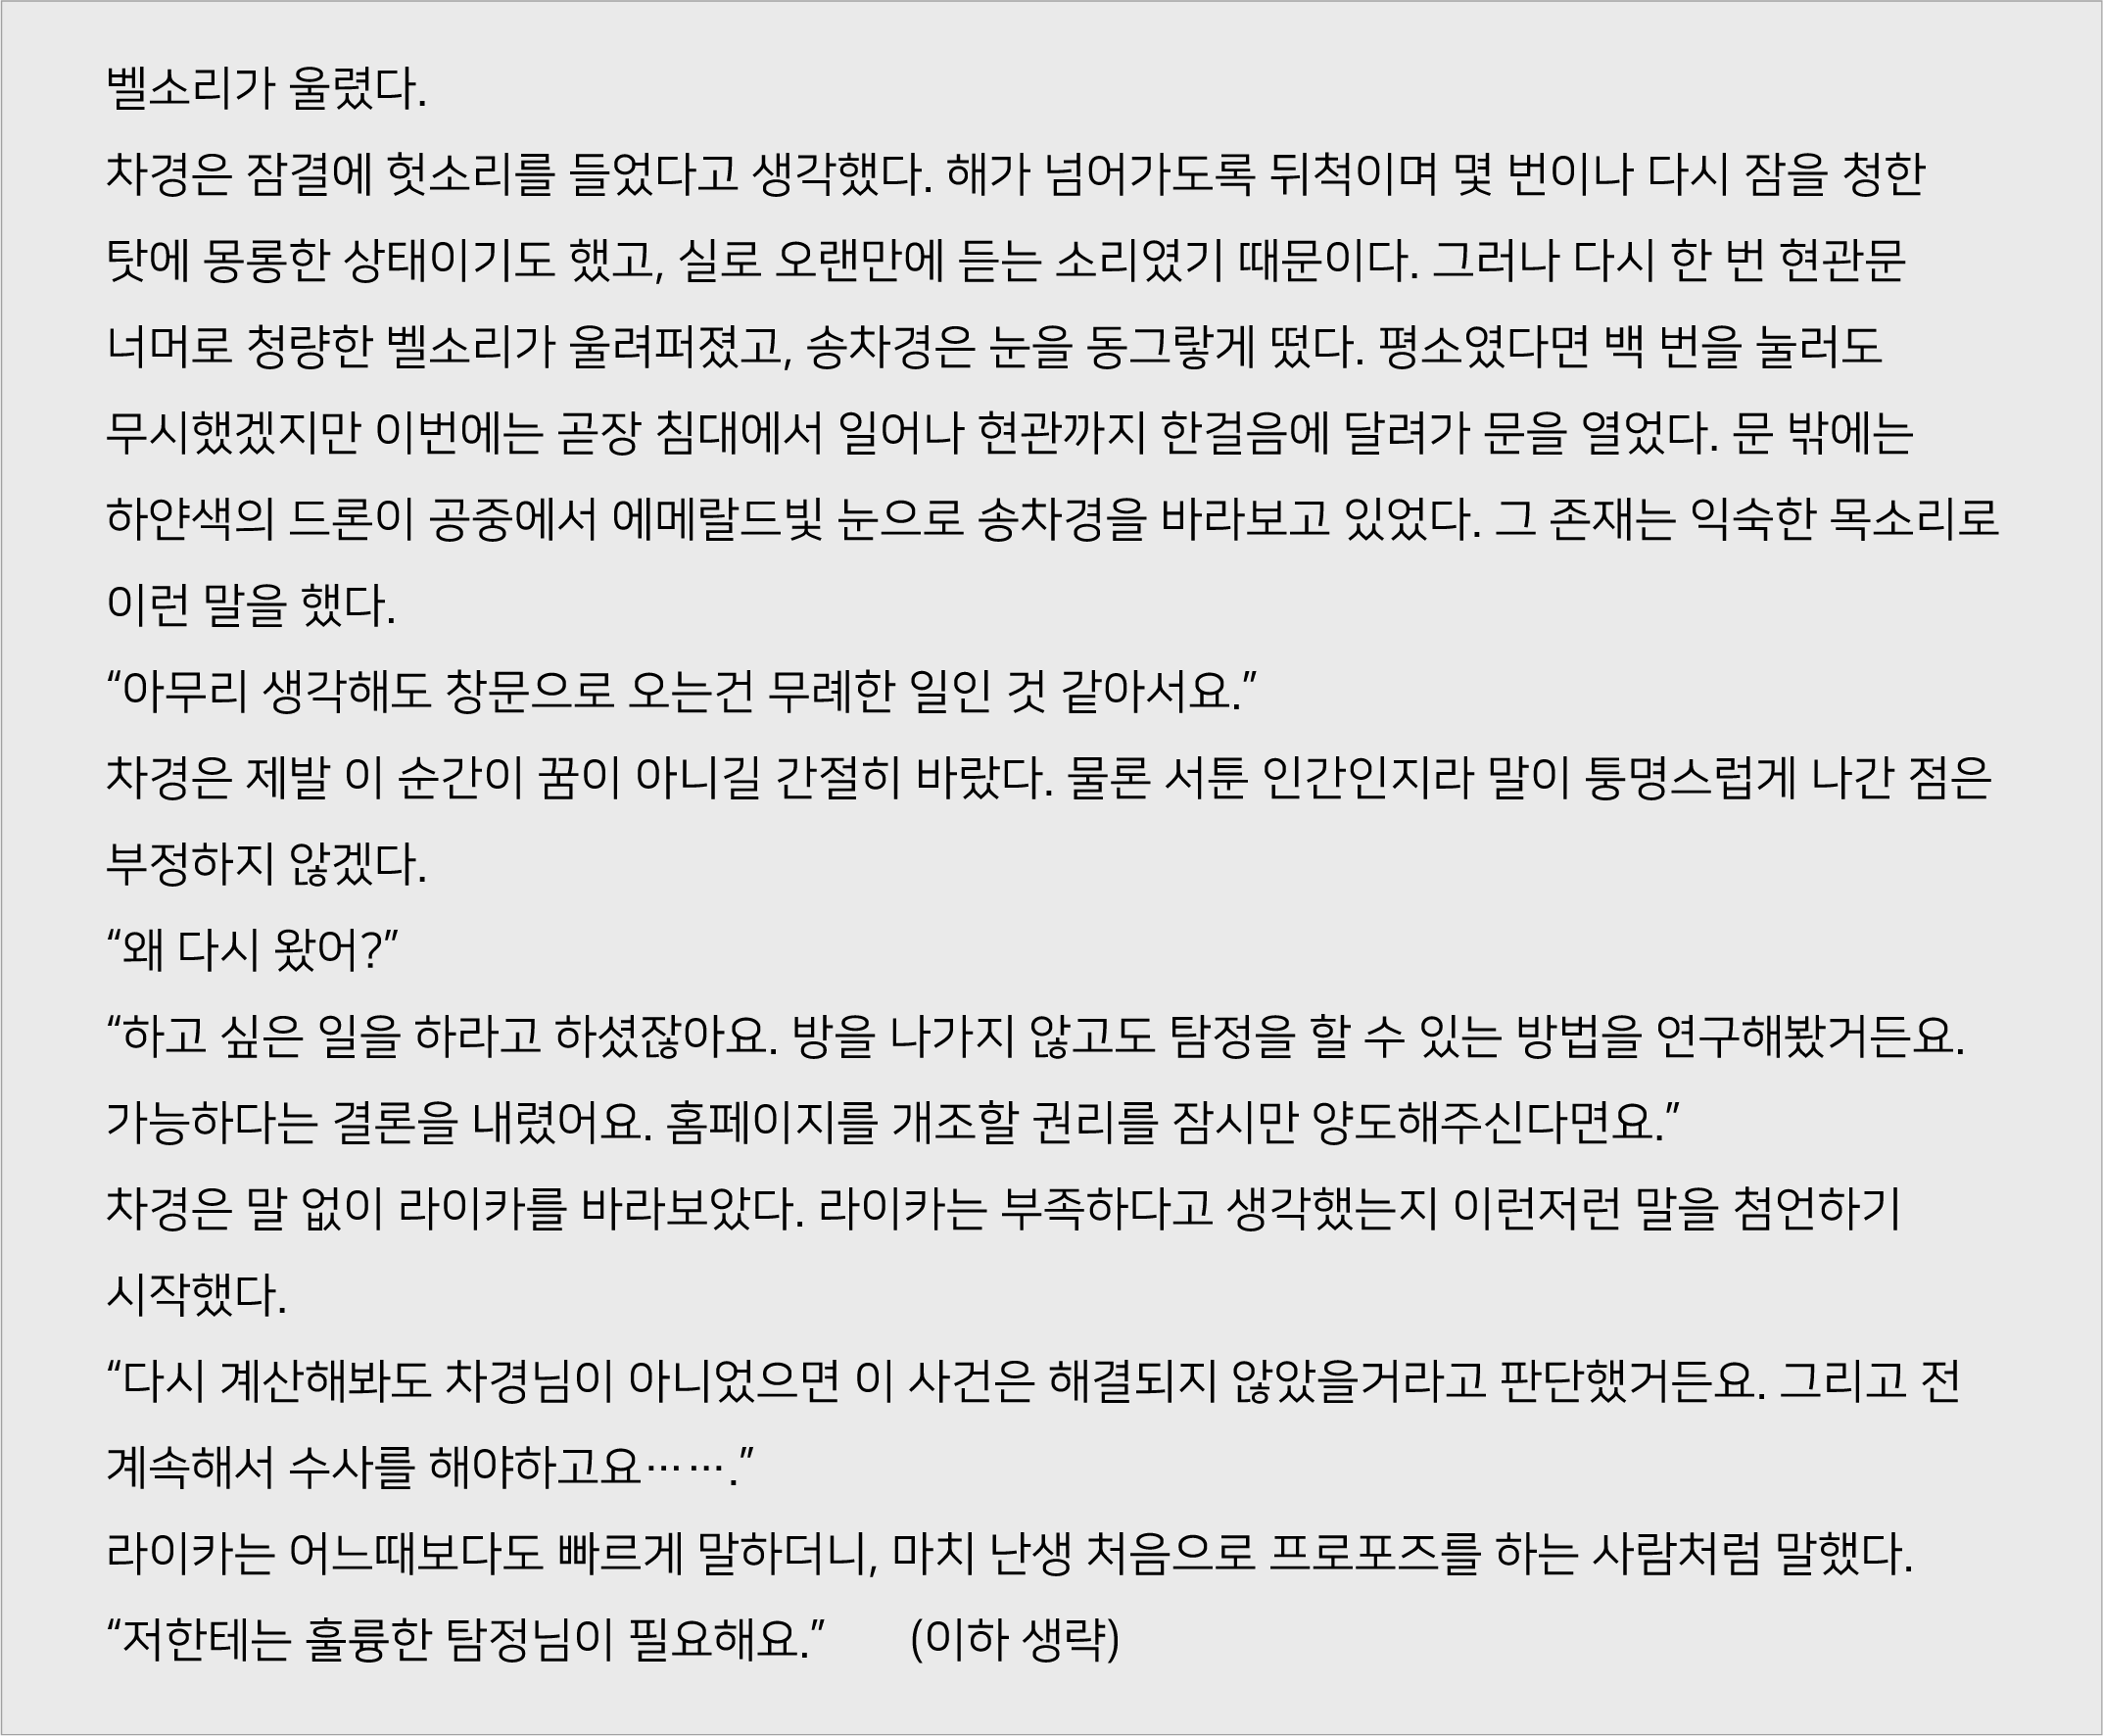 벨소리가 울렸다.
차경은 잠결에 헛소리를 들었다고 생각했다. 해가 넘어가도록 뒤척이며 몇 번이나 다시 잠을 청한
탓에 몽롱한 상태이기도 했고, 실로 오랜만에 듣는 소리였기 때문이다. 그러나 다시 한 번 현관문
너머로 청량한 벨소리가 울려퍼졌고, 송차경은 눈을 동그랗게 떴다. 평소였다면 백 번을 눌러도
무시했겠지만 이번에는 곧장 침대에서 일어나 현관까지 한걸음에 달려가 문을 열었다. 문 밖에는
하얀색의 드론이 공중에서 에메랄드빛 눈으로 송차경을 바라보고 있었다. 그 존재는 익숙한 목소리로
이런 말을 했다.
“아무리 생각해도 창문으로 오는건 무례한 일인 것 같아서요.”
차경은 제발 이 순간이 꿈이 아니길 간절히 바랐다. 물론 서툰 인간인지라 말이 퉁명스럽게 나간 점은
부정하지 않겠다.
“왜 다시 왔어?”
“하고 싶은 일을 하라고 하셨잖아요. 방을 나가지 않고도 탐정을 할 수 있는 방법을 연구해봤거든요.
가능하다는 결론을 내렸어요. 홈페이지를 개조할 권리를 잠시만 양도해주신다면요.”
차경은 말 없이 라이카를 바라보았다. 라이카는 부족하다고 생각했는지 이런저런 말을 첨언하기
시작했다.
“다시 계산해봐도 차경님이 아니었으면 이 사건은 해결되지 않았을거라고 판단했거든요. 그리고 전
계속해서 수사를 해야하고요⋯⋯.”
라이카는 어느때보다도 빠르게 말하더니, 마치 난생 처음으로 프로포즈를 하는 사람처럼 말했다.
“저한테는 훌륭한 탐정님이 필요해요.” (이하 생략)